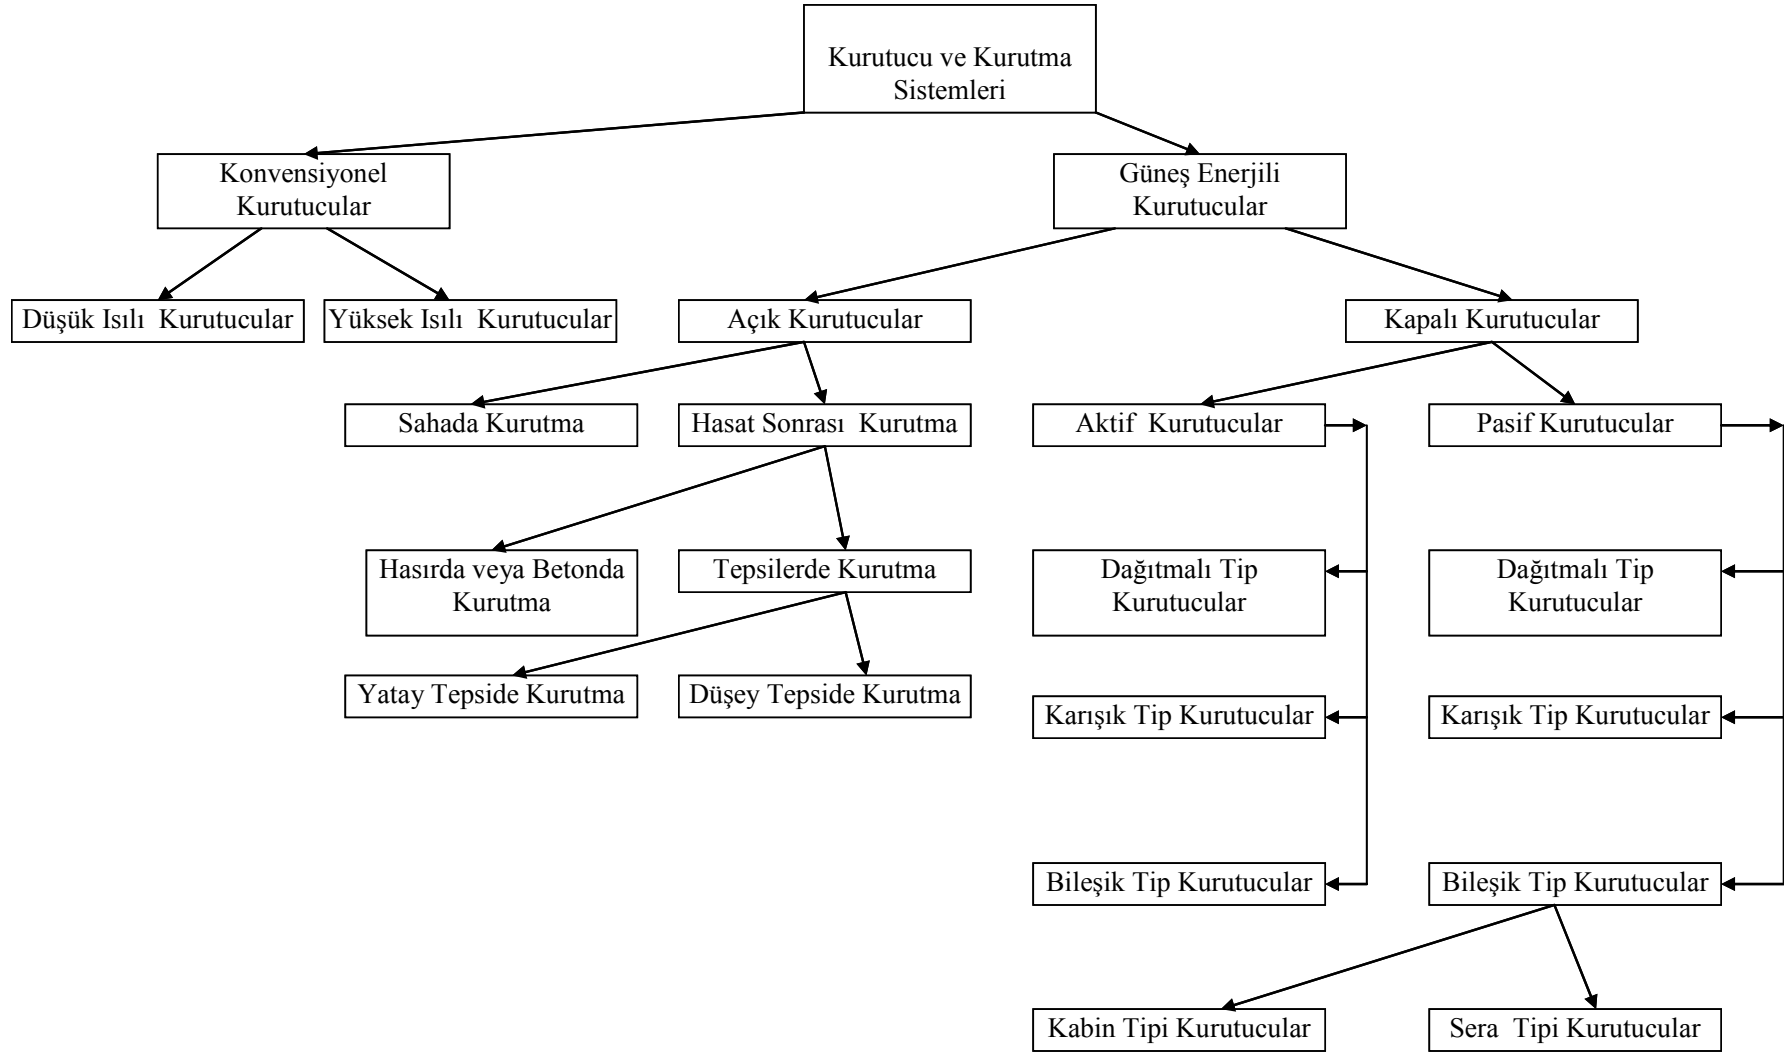 Kurutucu ve Kurutma
Sistemleri
Konvensiyonel
Kurutucular
Güneş Enerjili
Kurutucular
Düşük Isılı  Kurutucular
Yüksek Isılı  Kurutucular
Açık Kurutucular
Kapalı Kurutucular
Sahada Kurutma
Hasat Sonrası  Kurutma
Aktif  Kurutucular
Pasif Kurutucular
Hasırda veya Betonda
Kurutma
Tepsilerde Kurutma
Dağıtmalı Tip
Kurutucular
Dağıtmalı Tip
Kurutucular
Yatay Tepside Kurutma
Düşey Tepside Kurutma
Karışık Tip Kurutucular
Karışık Tip Kurutucular
Bileşik Tip Kurutucular
Bileşik Tip Kurutucular
Kabin Tipi Kurutucular
Sera  Tipi Kurutucular